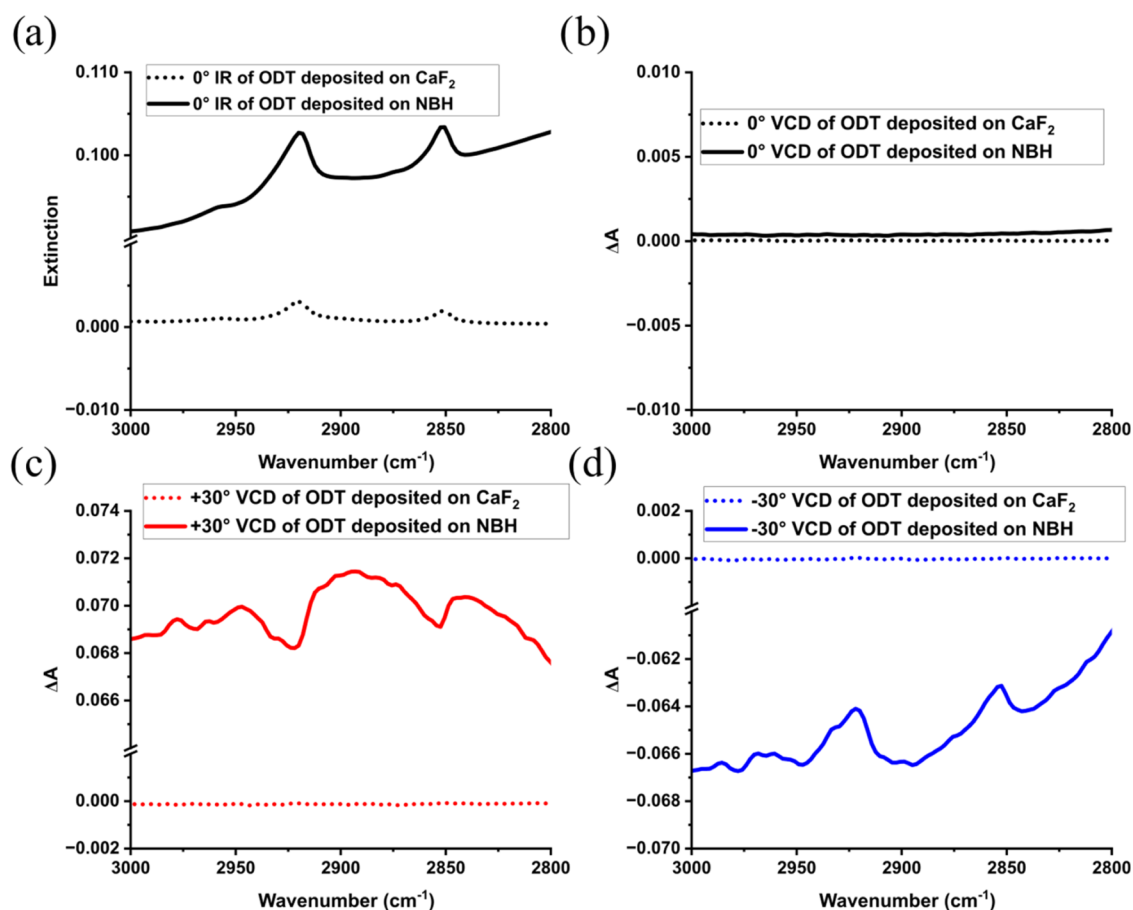 (a)
0° IR of ODT deposited on CaF₂
0° IR of ODT deposited on NBH
0.110
0.100
0.000
−0.010
Extinction
3000 2950 2900 2850 2800
Wavenumber (cm⁻¹)
(b)
0° VCD of ODT deposited on CaF₂
0° VCD of ODT deposited on NBH
0.010
0.005
0.000
−0.005
−0.010
ΔA
3000 2950 2900 2850 2800
Wavenumber (cm⁻¹)
(c)
+30° VCD of ODT deposited on CaF₂
+30° VCD of ODT deposited on NBH
0.074
0.072
0.070
0.068
0.066
0.000
−0.002
ΔA
3000 2950 2900 2850 2800
Wavenumber (cm⁻¹)
(d)
-30° VCD of ODT deposited on CaF₂
-30° VCD of ODT deposited on NBH
0.002
0.000
−0.062
−0.064
−0.066
−0.068
−0.070
ΔA
3000 2950 2900 2850 2800
Wavenumber (cm⁻¹)